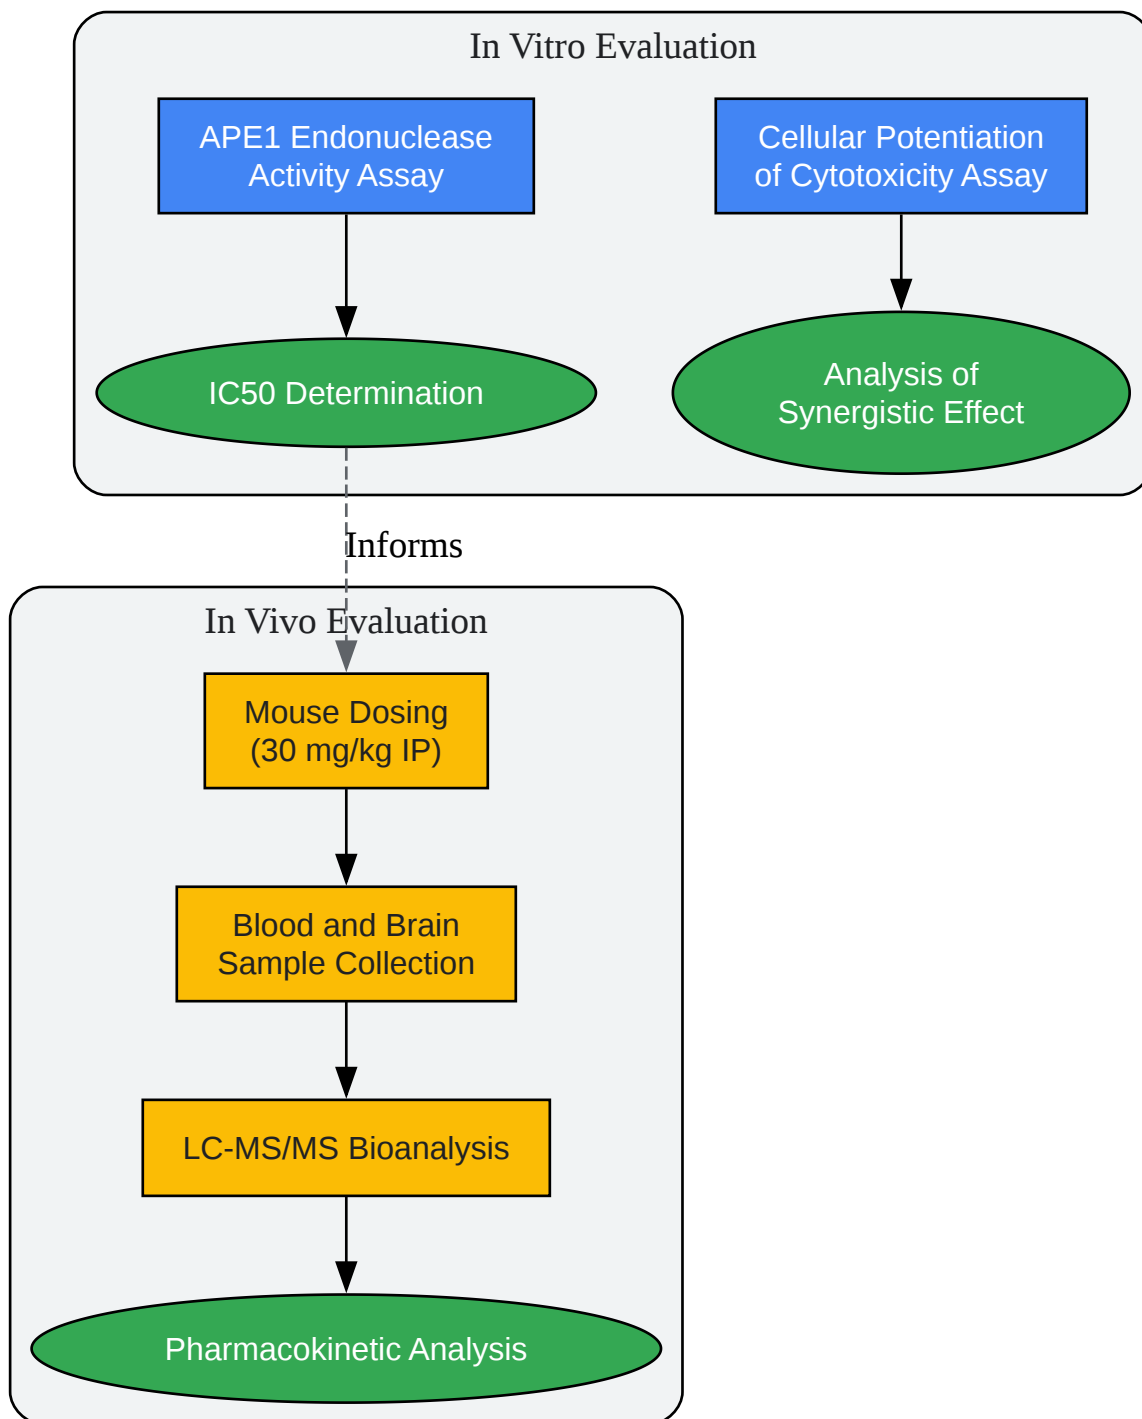 In Vitro Evaluation
APE1 Endonuclease
Activity Assay
Cellular Potentiation
of Cytotoxicity Assay
IC50 Determination
Analysis of
Synergistic Effect
Informs
In Vivo Evaluation
Mouse Dosing
(30 mg/kg IP)
Blood and Brain
Sample Collection
LC-MS/MS Bioanalysis
Pharmacokinetic Analysis